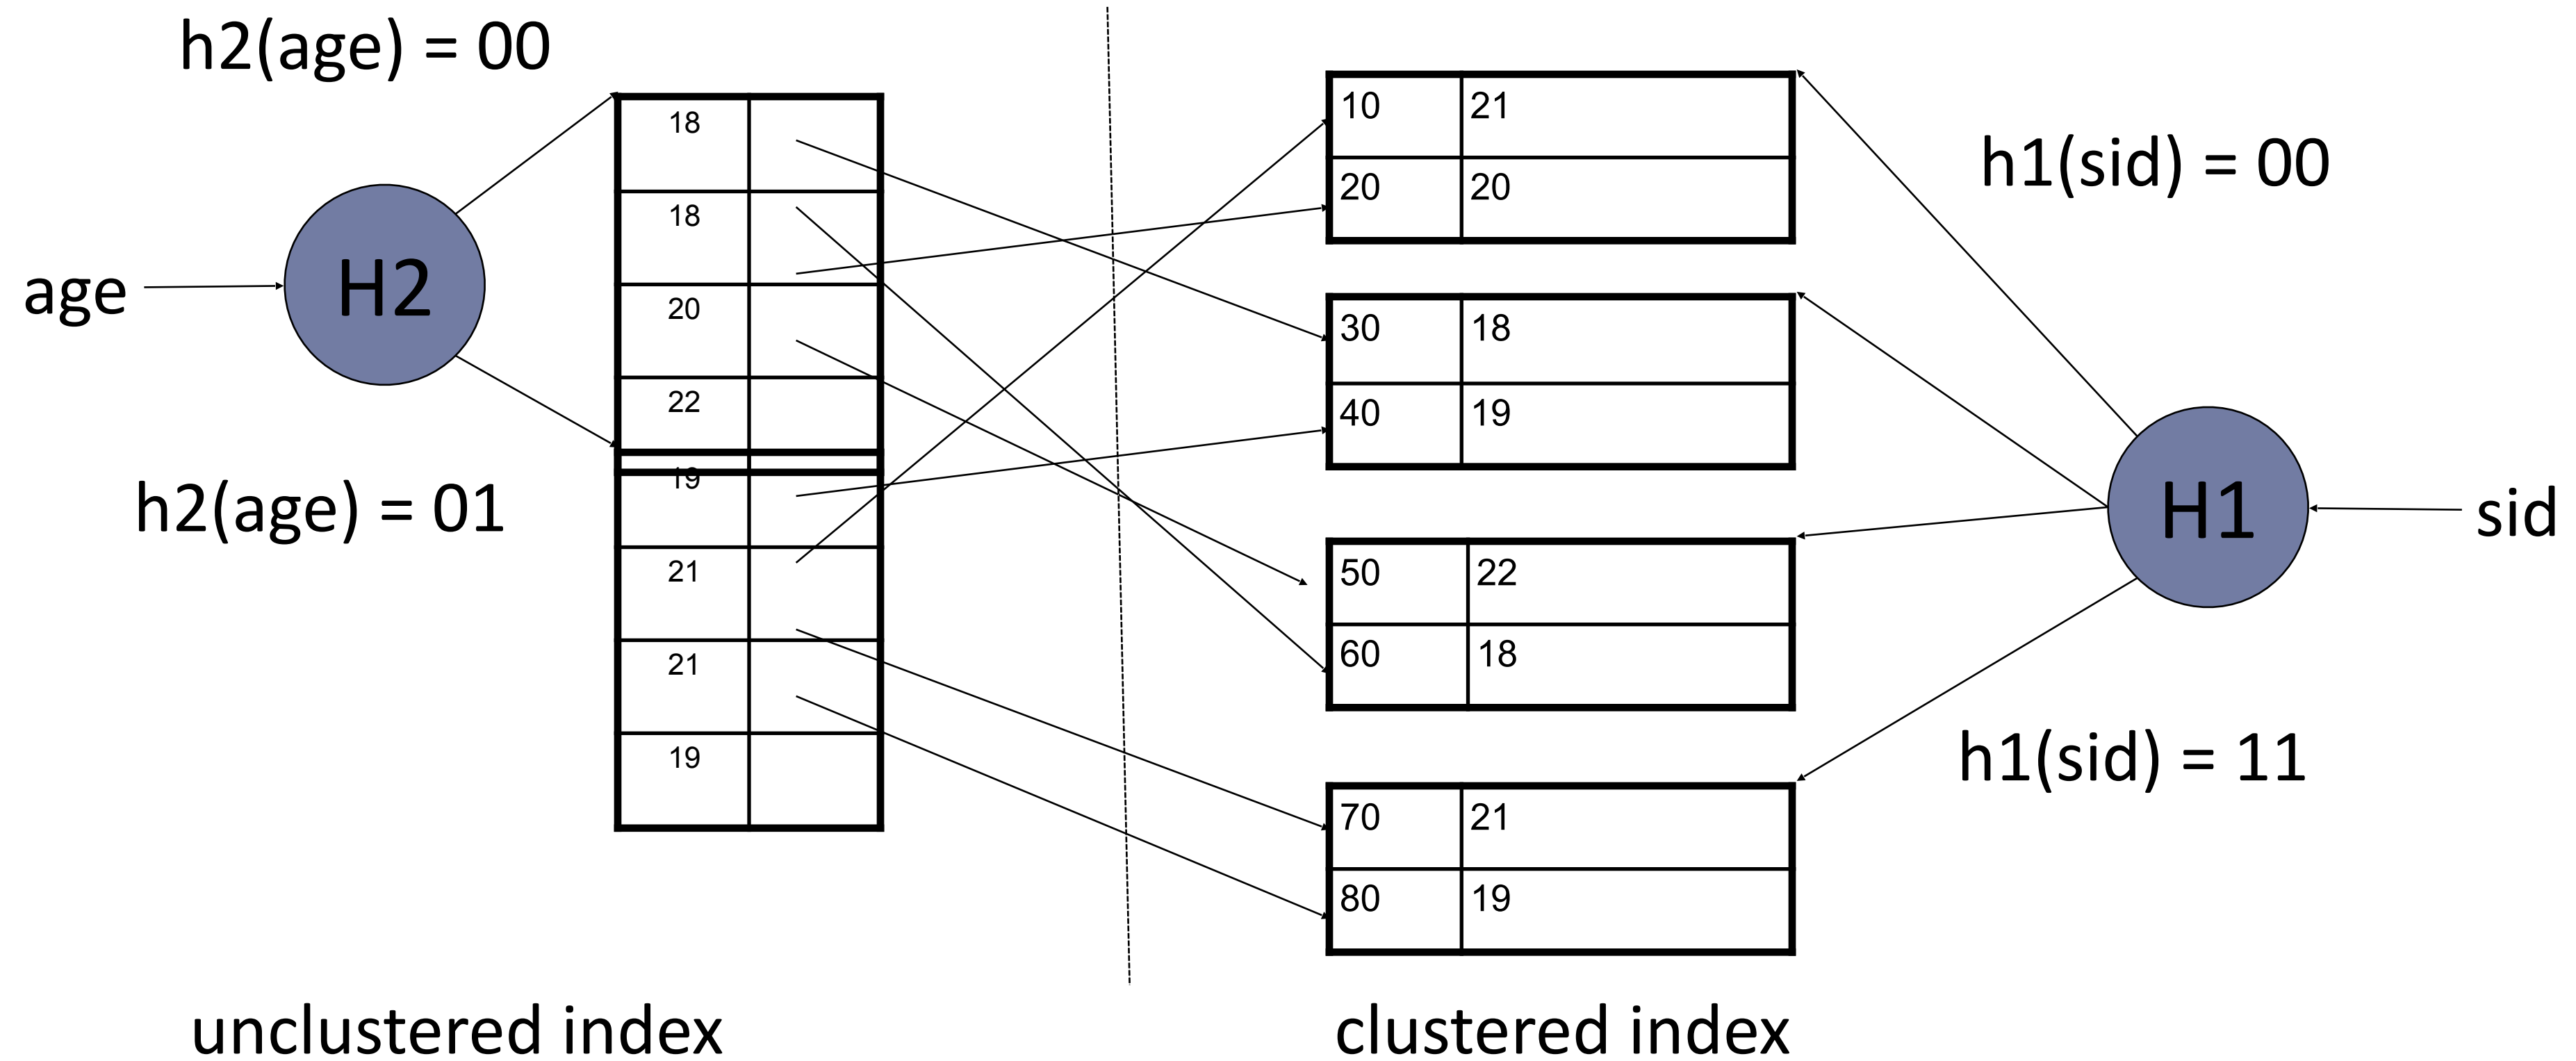 h2(age) = 00
age
H2
h2(age) = 01
18
18
20
22
19
21
21
19
10 21
20 20
30 18
40 19
50 22
60 18
70 21
80 19
h1(sid) = 00
H1
sid
h1(sid) = 11
unclustered index
clustered index